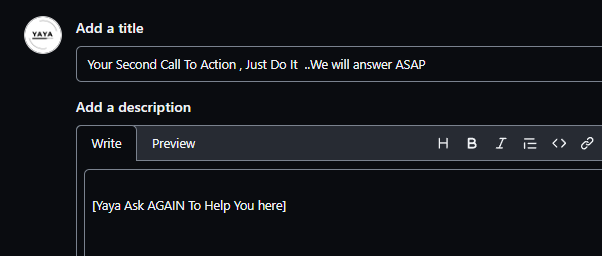 YAYA
Add a title
Your Second Call To Action , Just Do It ..We will answer ASAP
Add a description
Write Preview H B I
[Yaya Ask AGAIN To Help You here]